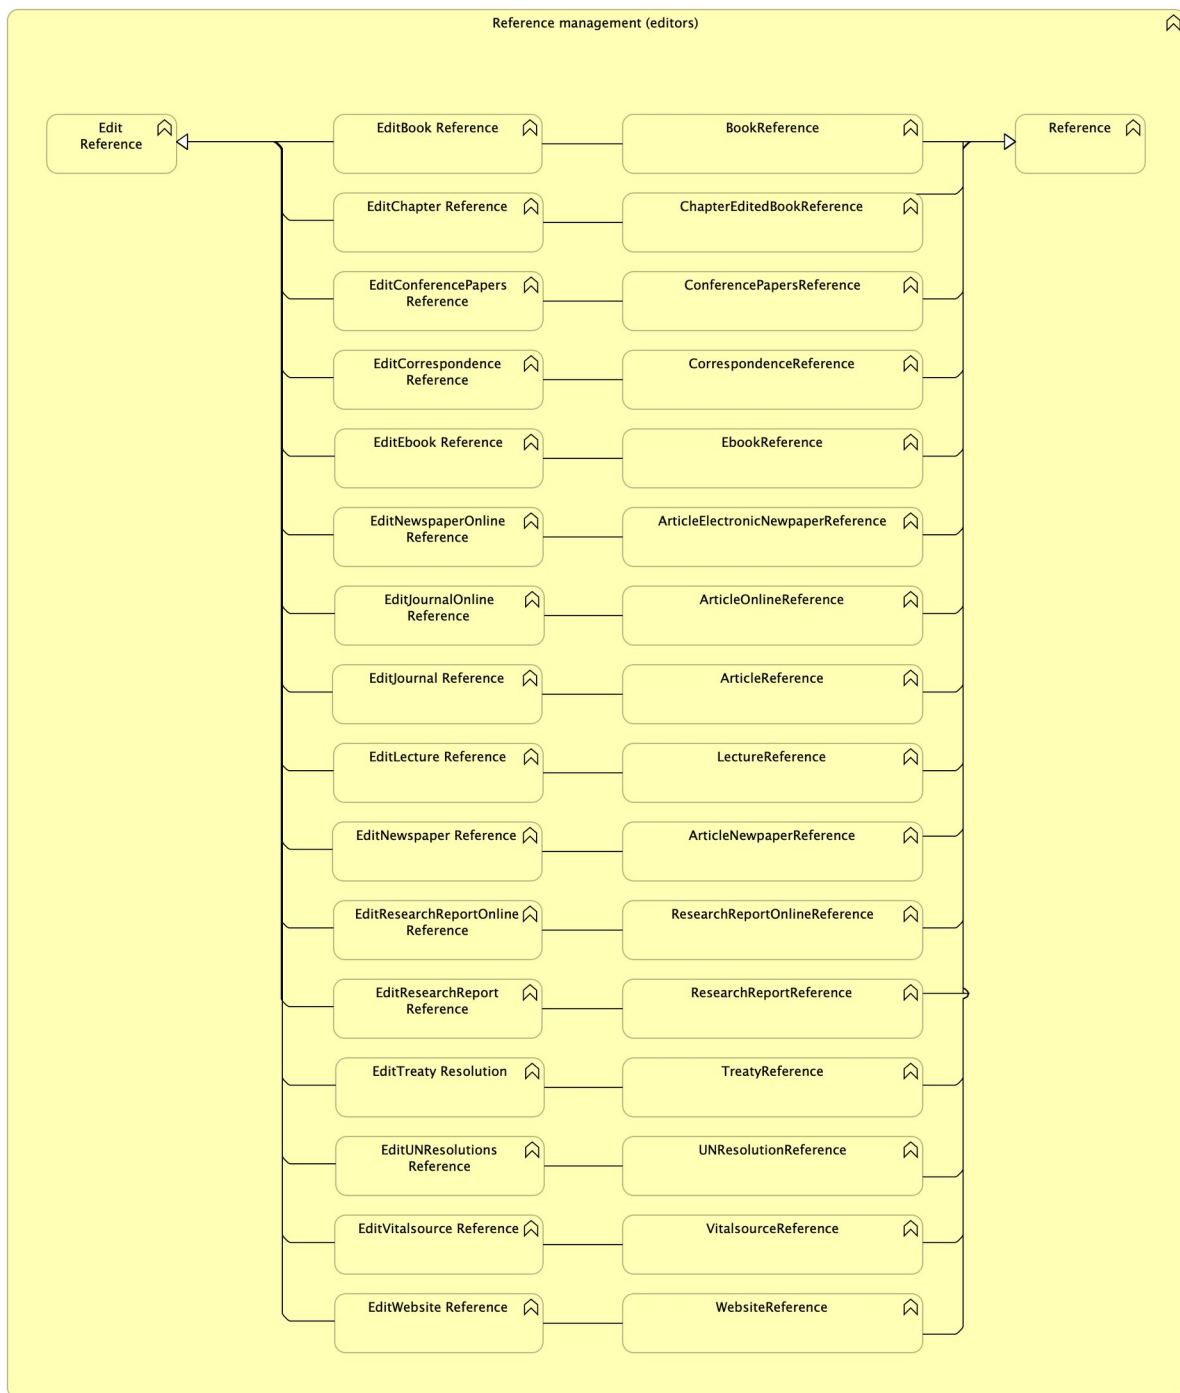 Reference management (editors)
Edit
Reference
EditBook Reference
BookReference
Reference
EditChapter Reference
ChapterEditedBookReference
EditConferencePapers
Reference
ConferencePapersReference
EditCorrespondence
Reference
CorrespondenceReference
EditEbook Reference
EbookReference
EditNewspaperOnline
Reference
ArticleElectronicNewpaperReference
EditJournalOnline
Reference
ArticleOnlineReference
EditJournal Reference
ArticleReference
EditLecture Reference
LectureReference
EditNewspaper Reference
ArticleNewpaperReference
EditResearchReportOnline
Reference
ResearchReportOnlineReference
EditResearchReport
Reference
ResearchReportReference
EditTreaty Resolution
TreatyReference
EditUNResolutions
Reference
UNResolutionReference
EditVitalsource Reference
VitalsourceReference
EditWebsite Reference
WebsiteReference